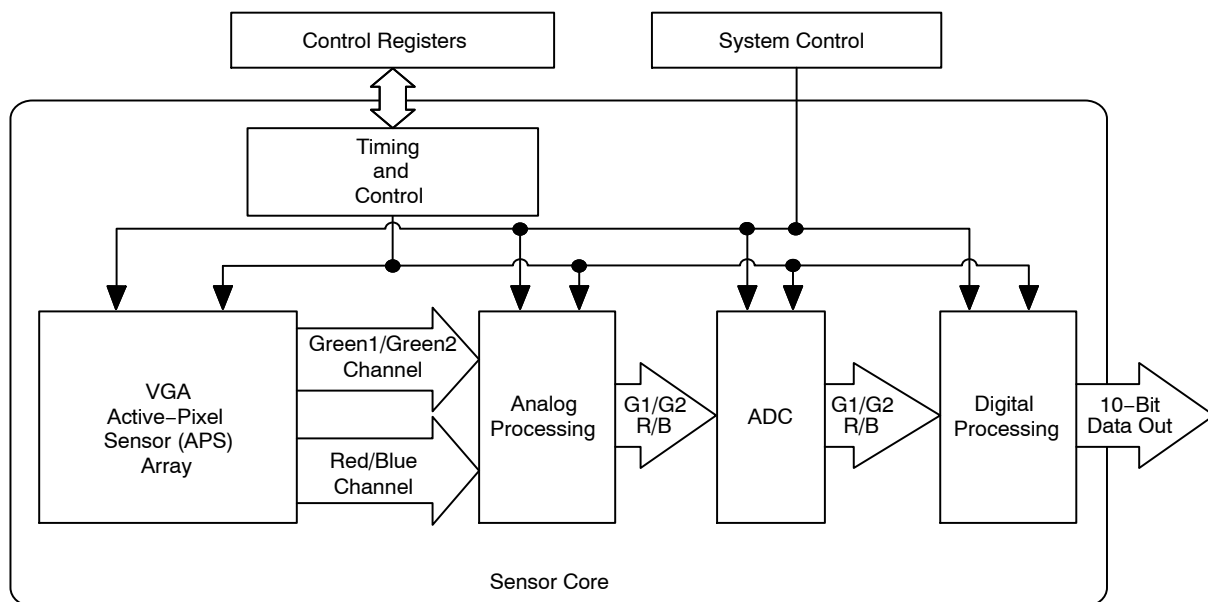 Control Registers
System Control
Timing
and
Control
VGA
Active−Pixel
Sensor (APS)
Array
Green1/Green2
Channel
Red/Blue
Channel
Analog
Processing
G1/G2
R/B
ADC
G1/G2
R/B
Digital
Processing
10−Bit
Data Out
Sensor Core